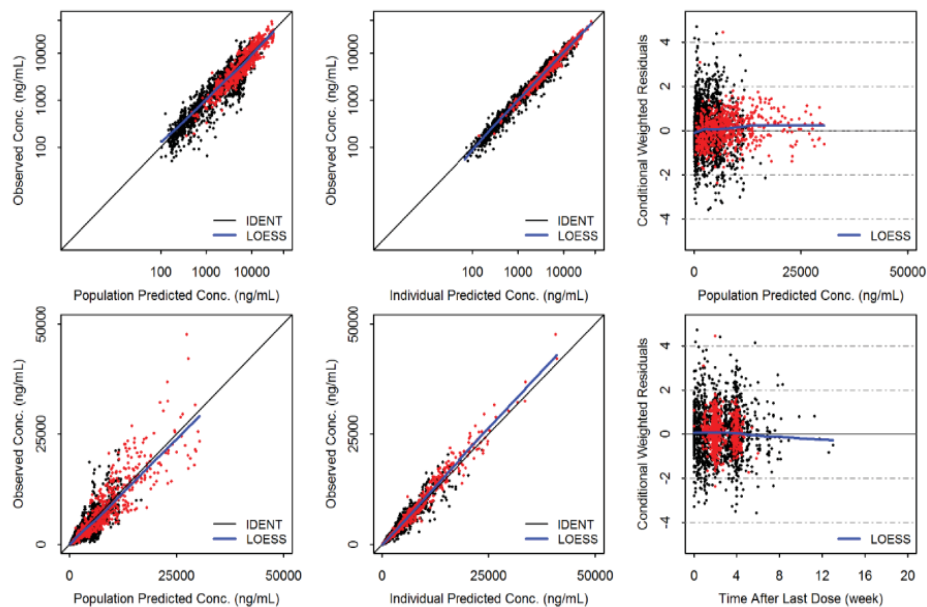 Observed Conc. (ng/mL)
10000
1000
100
IDENT
LOESS
100 1000 10000
Population Predicted Conc. (ng/mL)
Observed Conc. (ng/mL)
10000
1000
100
IDENT
LOESS
100 1000 10000
Individual Predicted Conc. (ng/mL)
Conditional Weighted Residuals
4
2
0
-2
-4
LOESS
0 25000 50000
Population Predicted Conc. (ng/mL)
Observed Conc. (ng/mL)
50000
25000
0
IDENT
LOESS
0 25000 50000
Population Predicted Conc. (ng/mL)
Observed Conc. (ng/mL)
50000
25000
0
IDENT
LOESS
0 25000 50000
Individual Predicted Conc. (ng/mL)
Conditional Weighted Residuals
4
2
0
-2
-4
LOESS
0 4 8 12 16 20
Time After Last Dose (week)